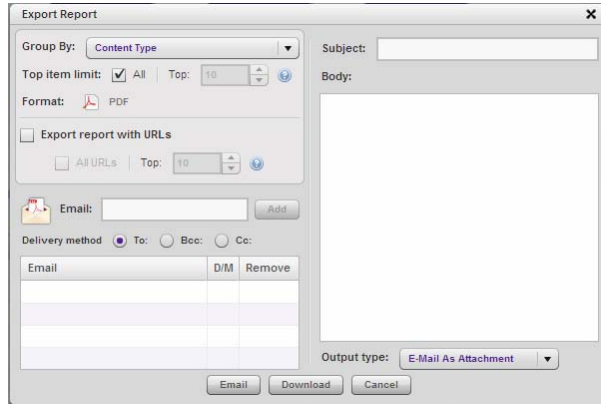 Export Report
Group By: Content Type
Top item limit: All Top: 10
Format: PDF
Export report with URLs
All URLs Top: 10
Email: Add
Delivery method To: Bcc: Cc:
Email D/M Remove
Subject:
Body:
Output type: E-Mail As Attachment
Email Download Cancel